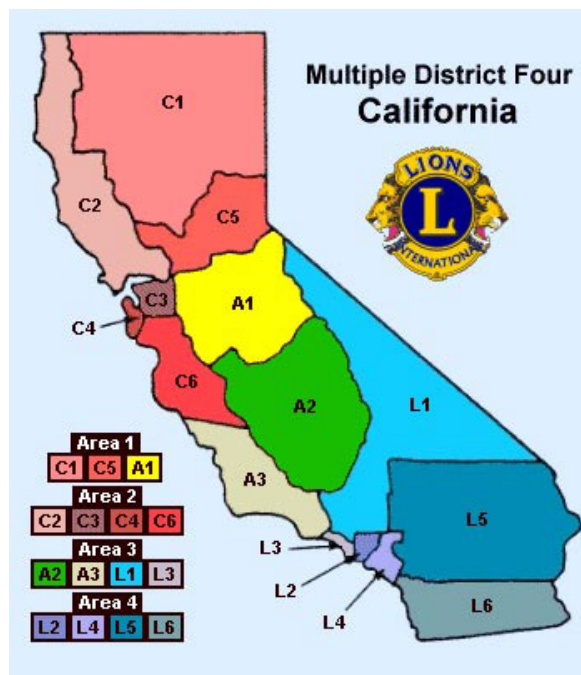 Multiple District Four
California
LIONS
L
INTERNATIONAL
C1
C2
C5
C3
A1
C4
C6
A2
L1
A3
L5
L3
L2
L4
L6
Area 1
C1 C5 A1
Area 2
C2 C3 C4 C6
Area 3
A2 A3 L1 L3
Area 4
L2 L4 L5 L6